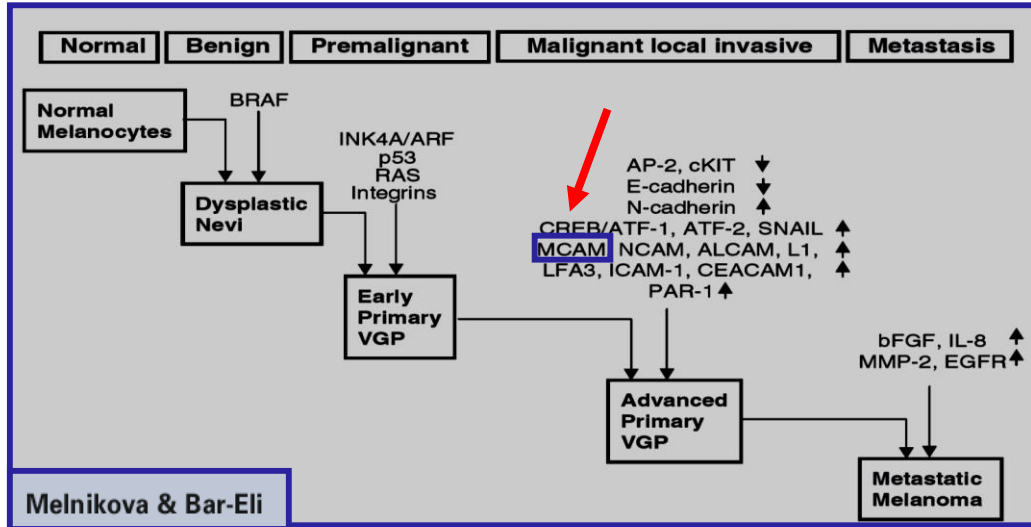 Normal
Benign
Premalignant
Malignant local invasive
Metastasis
Normal
Melanocytes
BRAF
Dysplastic
Nevi
INK4A/ARF
p53
RAS
Integrins
Early
Primary
VGP
AP-2, cKIT
E-cadherin
N-cadherin
CREB/ATF-1, ATF-2, SNAIL
MCAM, NCAM, ALCAM, L1,
LFA3, ICAM-1, CEACAM1,
PAR-1
Advanced
Primary
VGP
bFGF, IL-8
MMP-2, EGFR
Metastatic
Melanoma
Melnikova & Bar-Eli